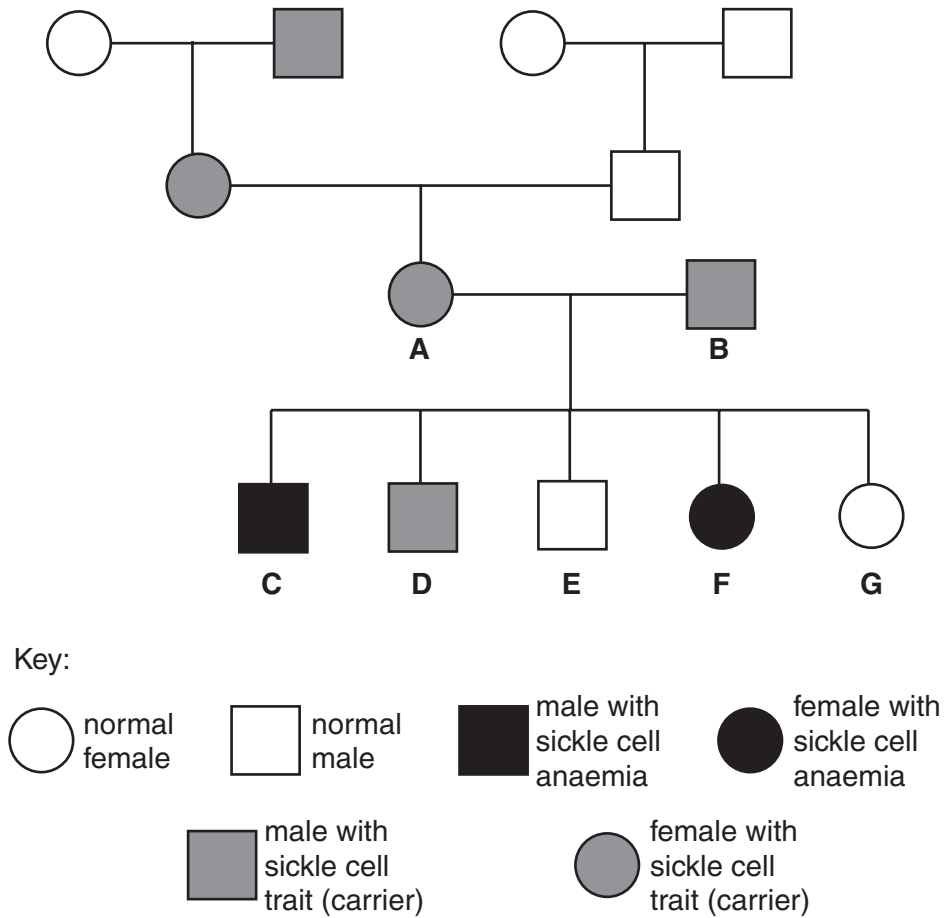 A
B
C
D
E
F
G
Key:
normal
female
normal
male
male with
sickle cell
anaemia
female with
sickle cell
anaemia
male with
sickle cell
trait (carrier)
female with
sickle cell
trait (carrier)